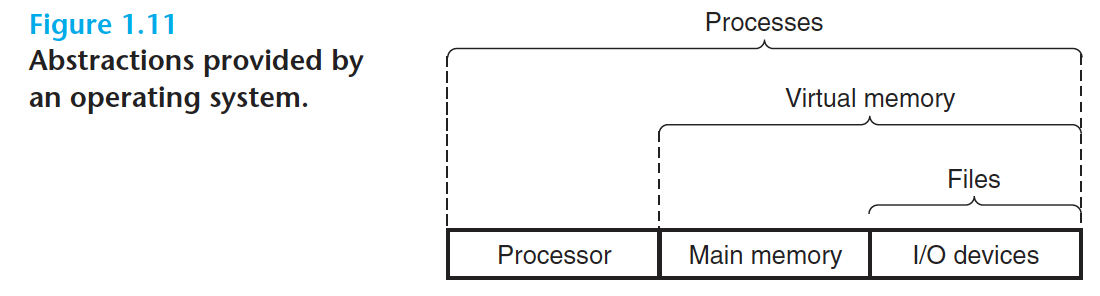 Figure 1.11
Abstractions provided by
an operating system.
Processes
Virtual memory
Files
Processor
Main memory
I/O devices